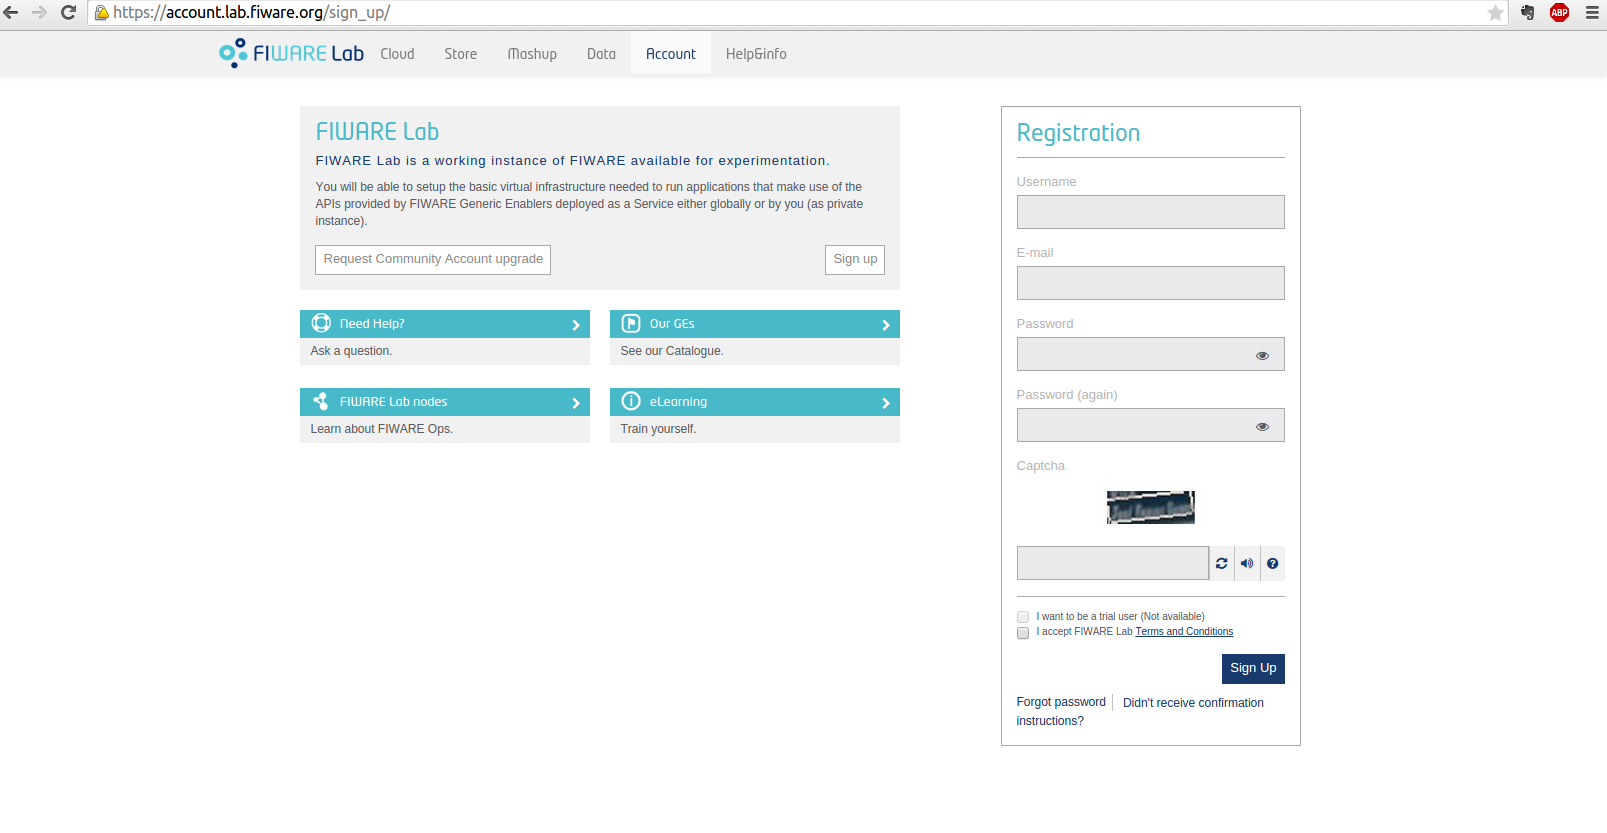 https://account.lab.fiware.org/sign_up/
ABP
FIWARE Lab
Cloud
Store
Mashup
Data
Account
Help&info
FIWARE Lab
FIWARE Lab is a working instance of FIWARE available for experimentation.
You will be able to setup the basic virtual infrastructure needed to run applications that make use of the
APIs provided by FIWARE Generic Enablers deployed as a Service either globally or by you (as private
instance).
Request Community Account upgrade
Sign up
Need Help?
Ask a question.
Our GEs
See our Catalogue.
FIWARE Lab nodes
Learn about FIWARE Ops.
eLearning
Train yourself.
Registration
Username
E-mail
Password
Password (again)
Captcha
I want to be a trial user (Not available)
I accept FIWARE Lab Terms and Conditions
Sign Up
Forgot password
Didn't receive confirmation
instructions?